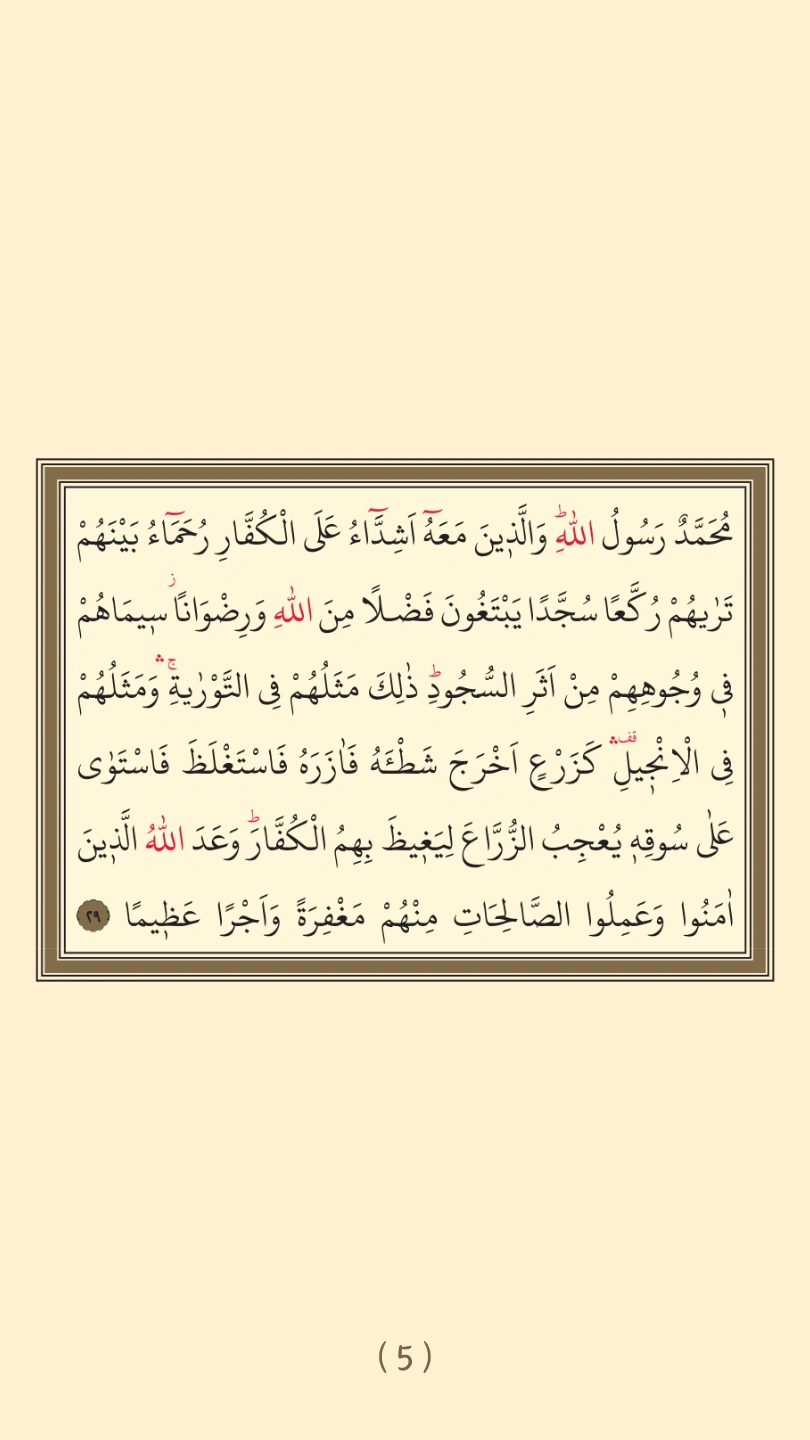 مُحَمَّدٌ رَسُولُ اللّٰهِؕ وَالَّذ۪ينَ مَعَهُٓ اَشِدَّٓاءُ عَلَى الْكُفَّارِ رُحَمَٓاءُ بَيْنَهُمْ
تَرٰيهُمْ رُكَّعًا سُجَّدًا يَبْتَغُونَ فَضْلًا مِنَ اللّٰهِ وَرِضْوَانًاۘ س۪يمَاهُمْ
ف۪ي وُجُوهِهِمْ مِنْ اَثَرِ السُّجُودِؕ ذٰلِكَ مَثَلُهُمْ فِي التَّوْرٰيةِۚۛ وَمَثَلُهُمْ
فِي الْاِنْج۪يلِ۠ۛ كَزَرْعٍ اَخْرَجَ شَطْـَٔهُ فَاٰزَرَهُ فَاسْتَغْلَظَ فَاسْتَوٰى
عَلٰى سُوقِه۪ يُعْجِبُ الزُّرَّاعَ لِيَغ۪يظَ بِهِمُ الْكُفَّارَؕ وَعَدَ اللّٰهُ الَّذ۪ينَ
اٰمَنُوا وَعَمِلُوا الصَّالِحَاتِ مِنْهُمْ مَغْفِرَةً وَاَجْرًا عَظ۪يمًا ٢٩
( 5 )